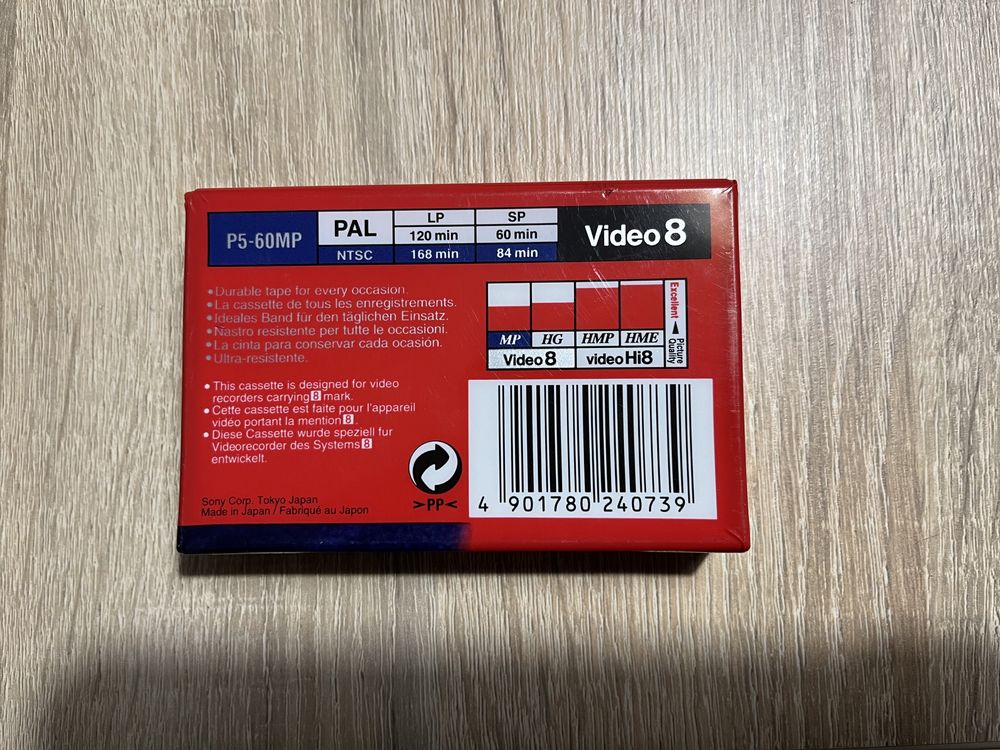 P5-60MP
PAL LP SP
120 min 60 min
NTSC 168 min 84 min
Video 8
•Durable tape for every occasion.
•La cassette de tous les enregistrements.
•Ideales Band für den täglichen Einsatz.
•Nastro resistente per tutte le occasioni.
•La cinta para conservar cada ocasión.
•Ultra-resistente.
MP HG HMP HME
Video 8 video Hi8
Excellent ◄ Picture Quality
• This cassette is designed for video
recorders carrying 8 mark.
• Cette cassette est faite pour l'appareil
vidéo portant la mention 8.
• Diese Cassette wurde speziell fur
Videorecorder des Systems 8
entwickelt.
>PP<
Sony Corp. Tokyo Japan
Made in Japan / Fabriqué au Japon
4 901780 240739